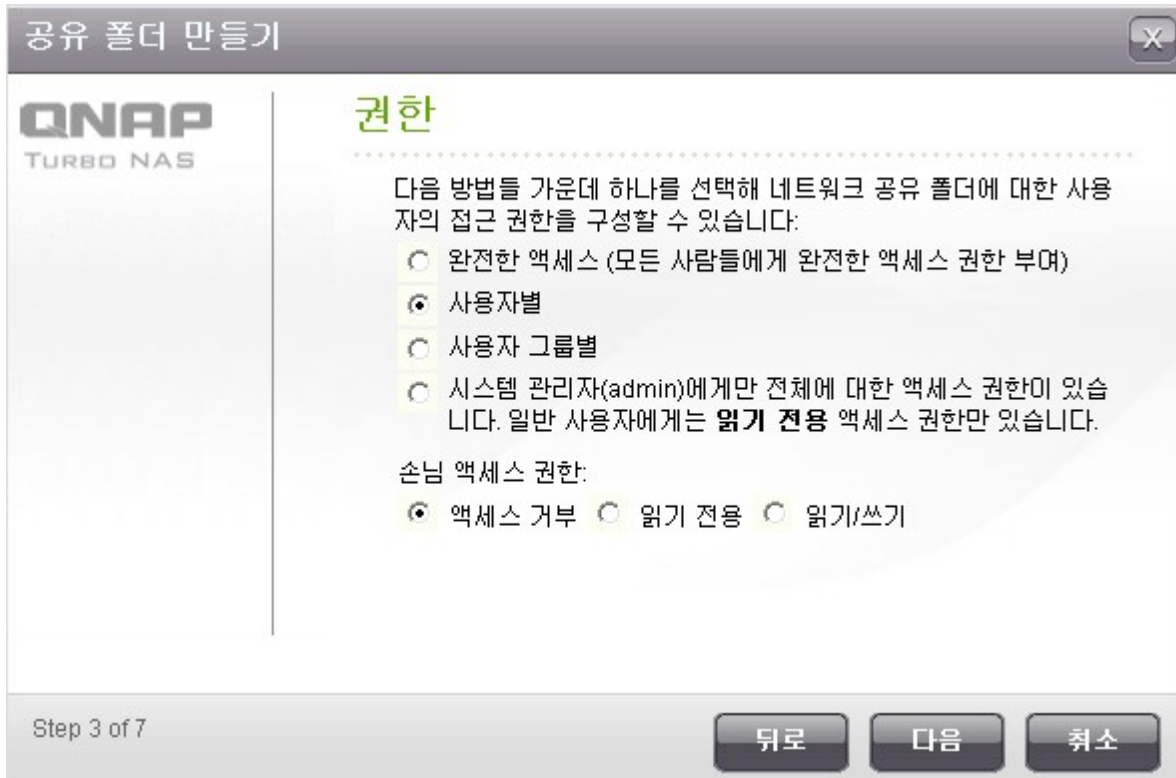 공유 폴더 만들기
X
QNAP
TURBO NAS
권한
다음 방법들 가운데 하나를 선택해 네트워크 공유 폴더에 대한 사용
자의 접근 권한을 구성할 수 있습니다:
완전한 액세스 (모든 사람들에게 완전한 액세스 권한 부여)
사용자별
사용자 그룹별
시스템 관리자(admin)에게만 전체에 대한 액세스 권한이 있습
니다. 일반 사용자에게는 읽기 전용 액세스 권한만 있습니다.
손님 액세스 권한:
액세스 거부 읽기 전용 읽기/쓰기
Step 3 of 7
뒤로 다음 취소